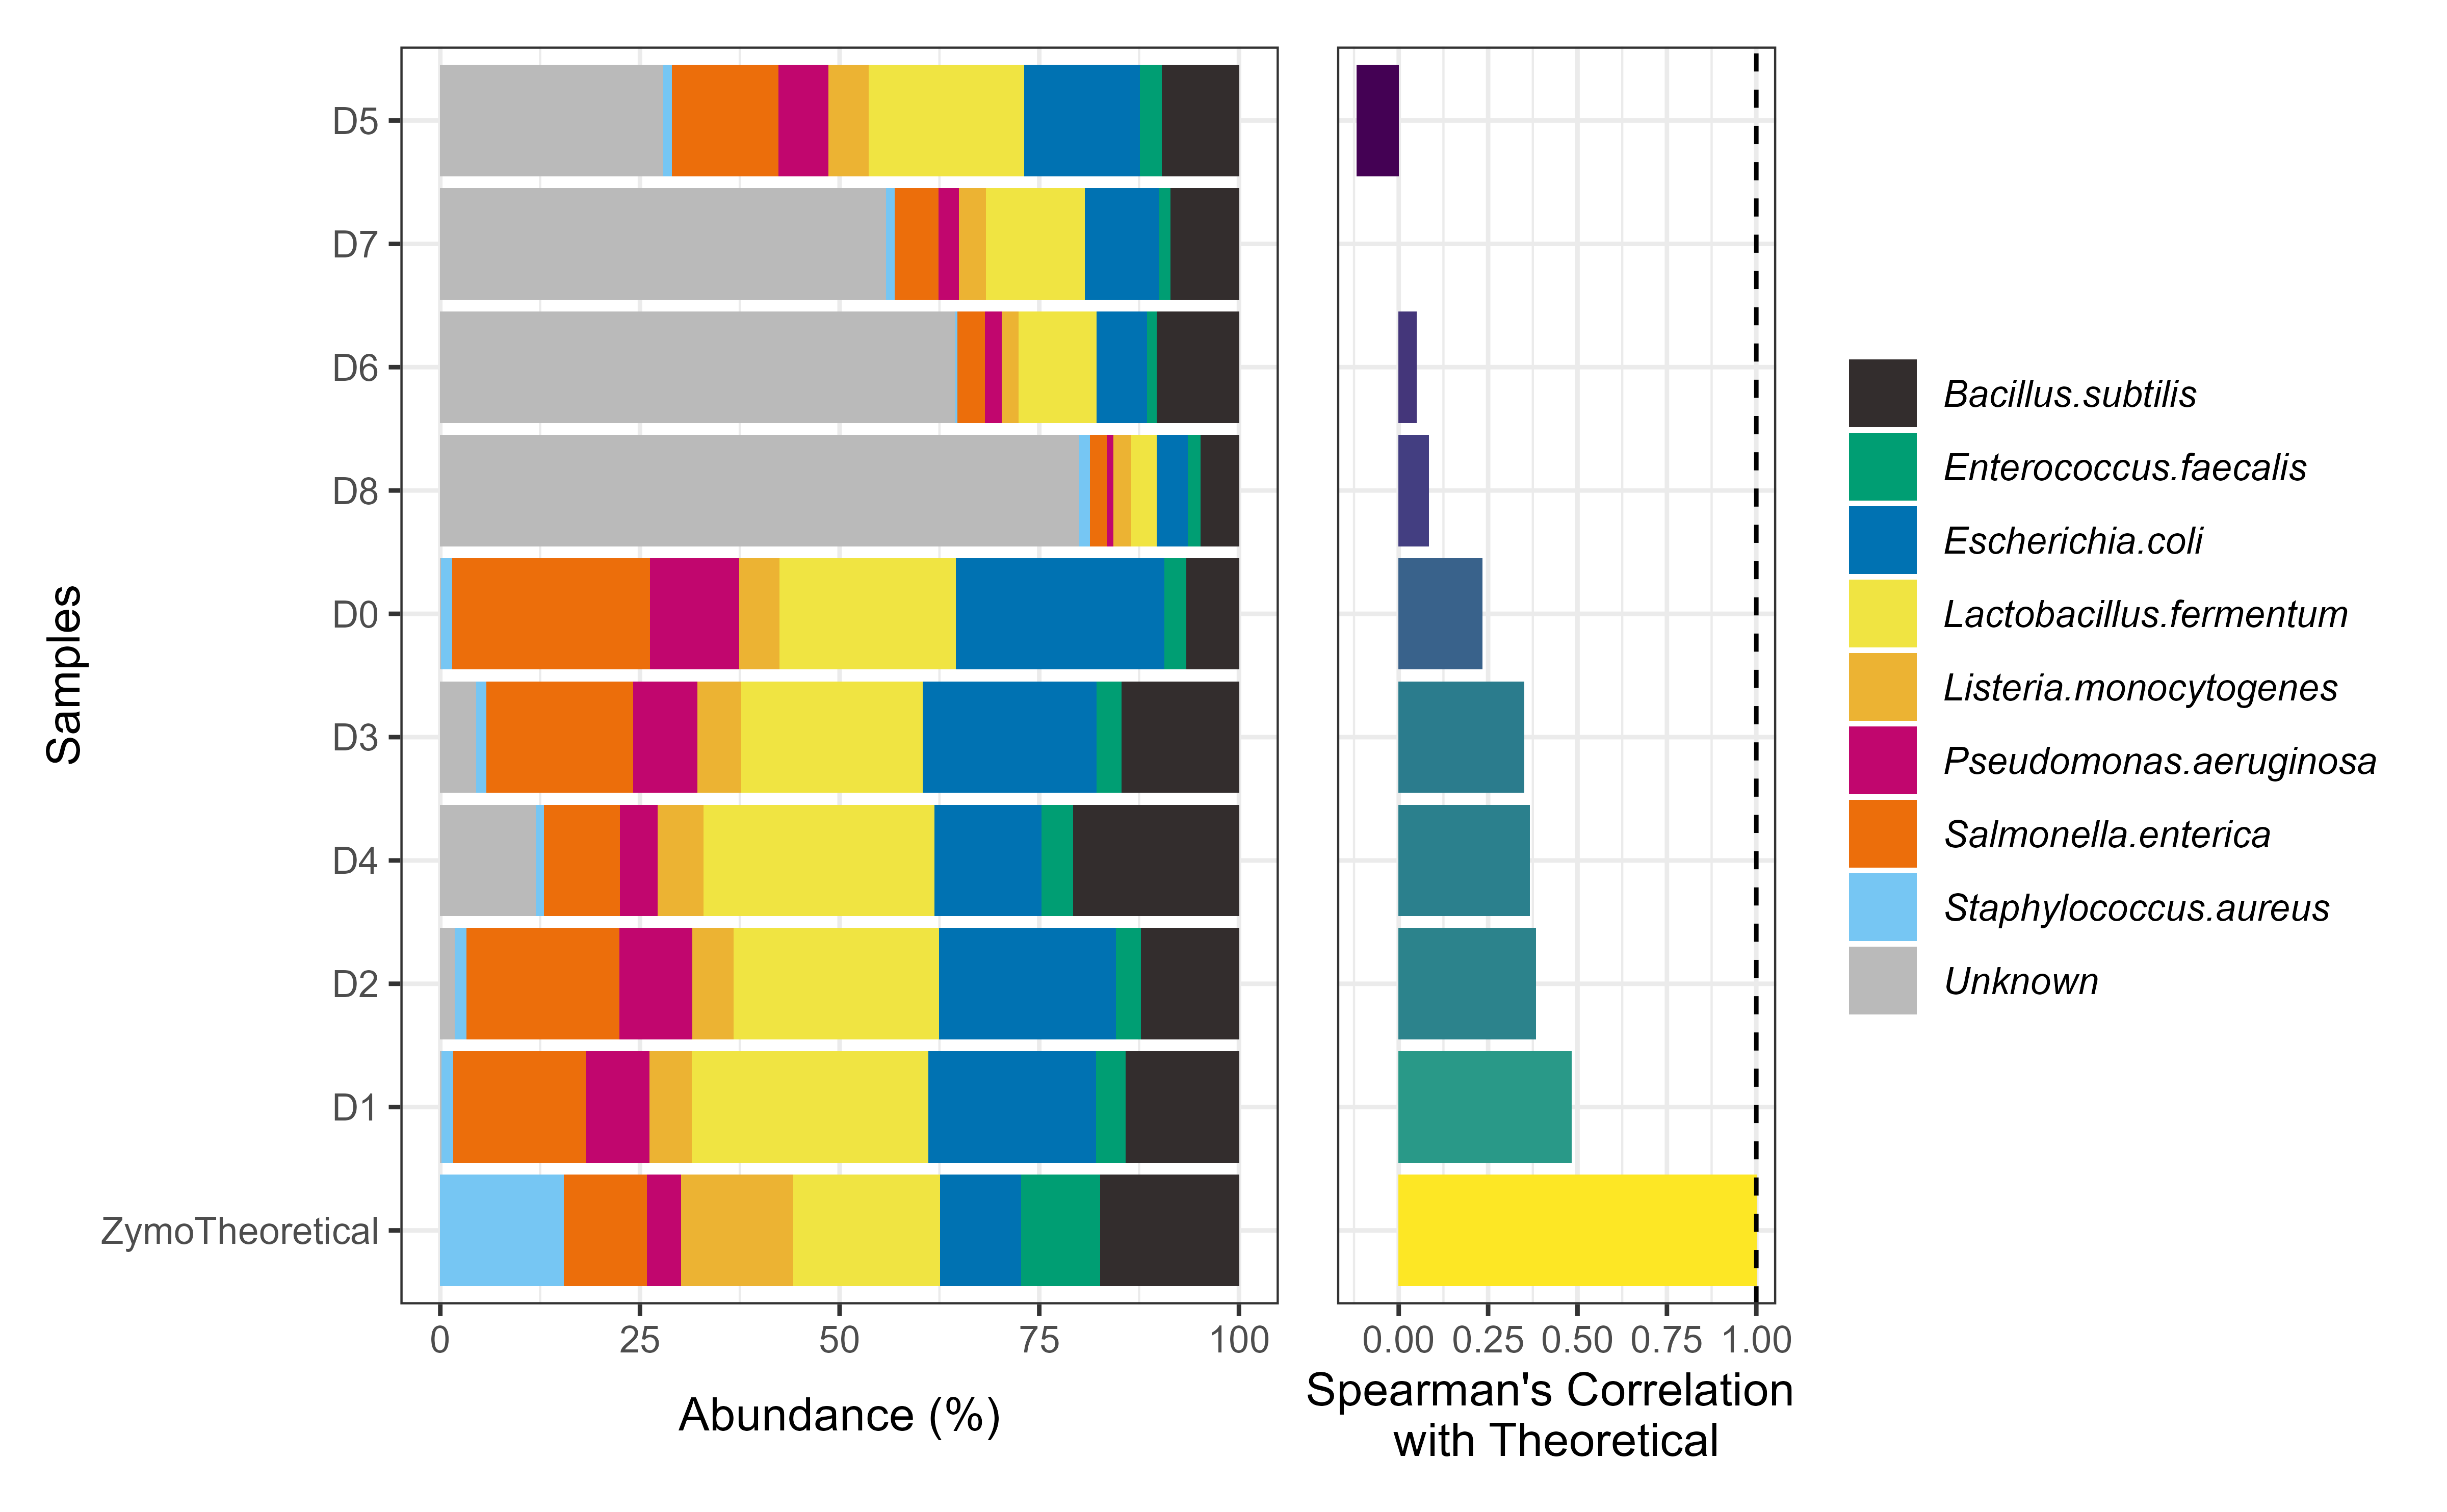 Samples
D5
D7
D6
D8
D0
D3
D4
D2
D1
ZymoTheoretical
0 25 50 75 100
Abundance (%)
0.00 0.25 0.50 0.75 1.00
Spearman's Correlation
with Theoretical
Bacillus.subtilis
Enterococcus.faecalis
Escherichia.coli
Lactobacillus.fermentum
Listeria.monocytogenes
Pseudomonas.aeruginosa
Salmonella.enterica
Staphylococcus.aureus
Unknown